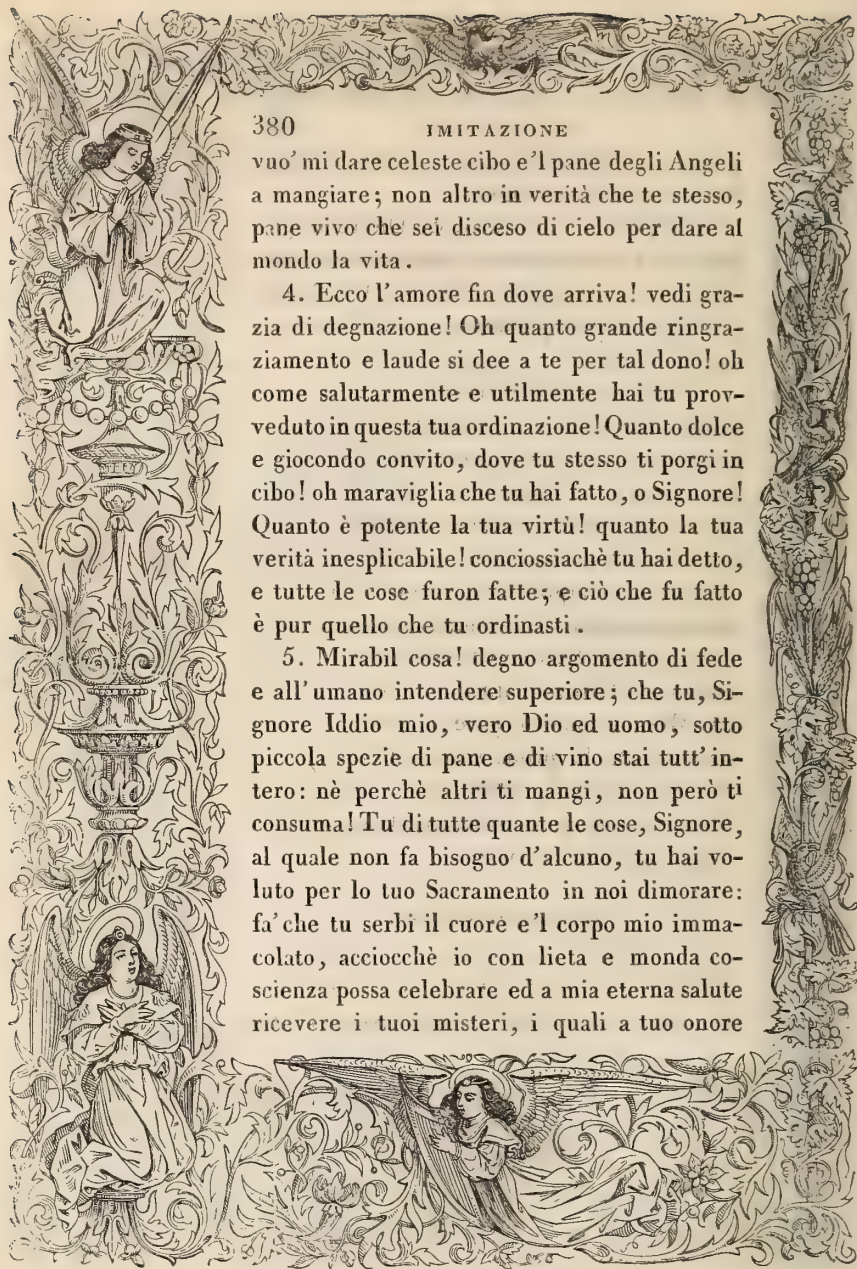 380 IMITAZIONE
vuo' mi dare celeste cibo e'l pane degli Angeli
a mangiare; non altro in verità che te stesso,
pane vivo che sei disceso di cielo per dare al
mondo la vita.
4. Ecco l'amore fin dove arriva! vedi gra-
zia di degnazione! Oh quanto grande ringra-
ziamento e laude si dee a te per tal dono! oh
come salutarmente e utilmente hai tu prov-
veduto in questa tua ordinazione! Quanto dolce
e giocondo convito, dove tu stesso ti porgi in
cibo! oh maraviglia che tu hai fatto, o Signore!
Quanto è potente la tua virtù! quanto la tua
verità inesplicabile! conciossiachè tu hai detto,
e tutte le cose furon fatte; e ciò che fu fatto
è pur quello che tu ordinasti.
5. Mirabil cosa! degno argomento di fede
e all'umano intendere superiore; che tu, Si-
gnore Iddio mio, vero Dio ed uomo, sotto
piccola spezie di pane e di vino stai tutt'in-
tero: nè perchè altri ti mangi, non però ti
consuma! Tu di tutte quante le cose, Signore,
al quale non fa bisogno d'alcuno, tu hai vo-
luto per lo tuo Sacramento in noi dimorare:
fa' che tu serbi il cuore e'l corpo mio imma-
colato, acciocchè io con lieta e monda co-
scienza possa celebrare ed a mia eterna salute
ricevere i tuoi misteri, i quali a tuo onore